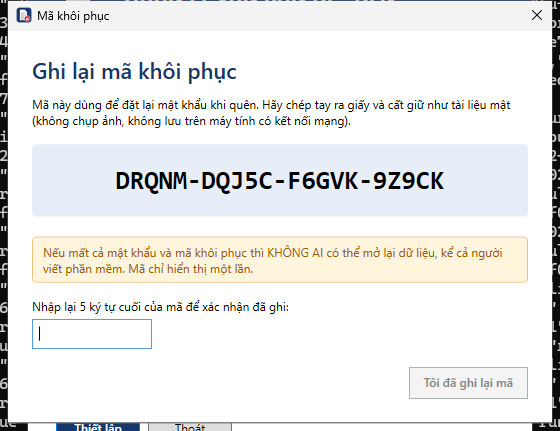 Mã khôi phục
Ghi lại mã khôi phục
Mã này dùng để đặt lại mật khẩu khi quên. Hãy chép tay ra giấy và cất giữ như tài liệu mật
(không chụp ảnh, không lưu trên máy tính có kết nối mạng).
DRQNM-DQJ5C-F6GVK-9Z9CK
Nếu mất cả mật khẩu và mã khôi phục thì KHÔNG AI có thể mở lại dữ liệu, kể cả người
viết phần mềm. Mã chỉ hiển thị một lần.
Nhập lại 5 ký tự cuối của mã để xác nhận đã ghi:
Tôi đã ghi lại mã
Thiết lập Thoát